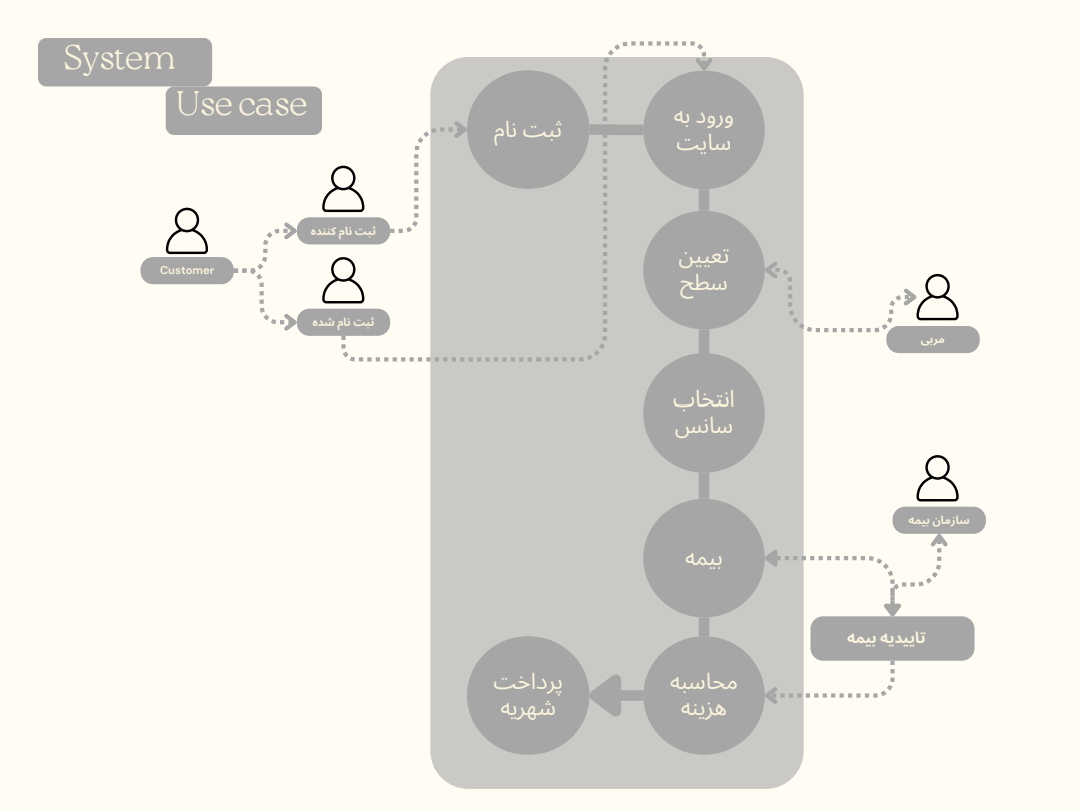 System
Use case
ثبت نام
ورود به
سایت
ثبت نام کننده
Customer
ثبت نام شده
تعیین
سطح
مربی
انتخاب
سانس
سازمان بیمه
بیمه
تاییدیه بیمه
پرداخت
شهریه
محاسبه
هزینه